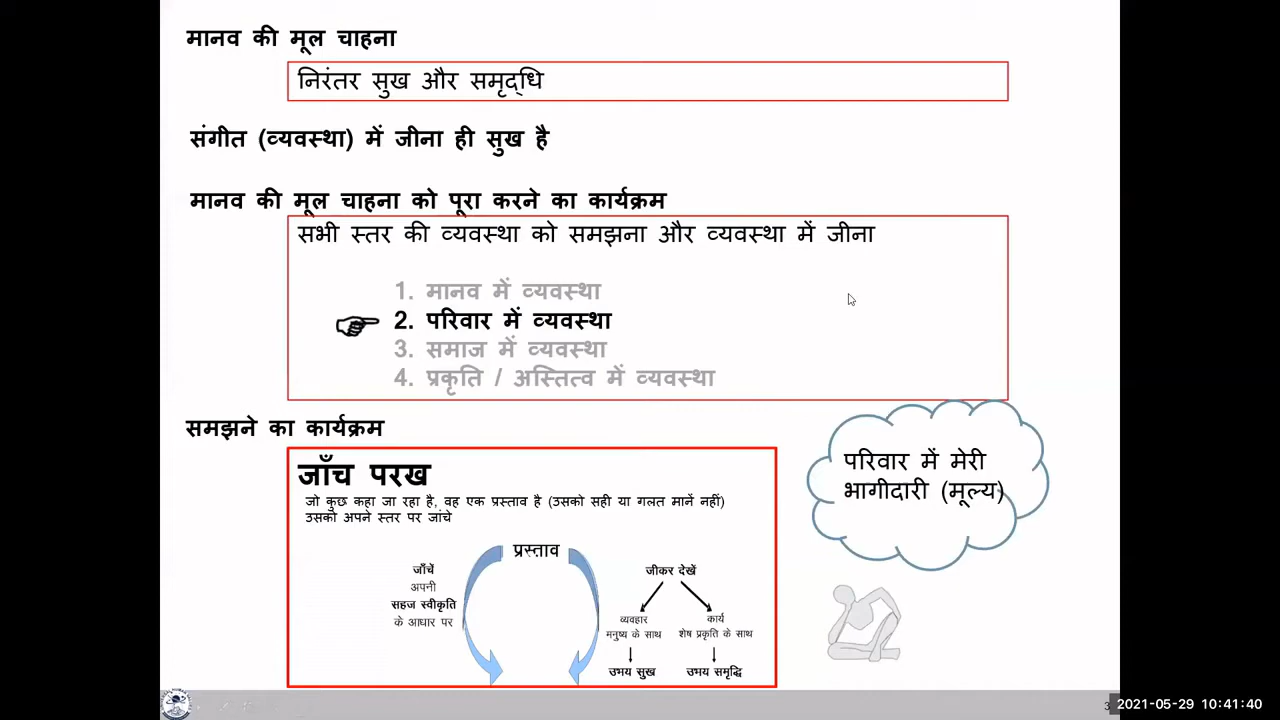 मानव की मूल चाहना
निरंतर सुख और समृद्धि
संगीत (व्यवस्था) में जीना ही सुख है
मानव की मूल चाहना को पूरा करने का कार्यक्रम
सभी स्तर की व्यवस्था को समझना और व्यवस्था में जीना
1. मानव में व्यवस्था
2. परिवार में व्यवस्था
3. समाज में व्यवस्था
4. प्रकृति / अस्तित्व में व्यवस्था
समझने का कार्यक्रम
जाँच परख
जो कुछ कहा जा रहा है, वह एक प्रस्ताव है (उसको सही या गलत मानें नहीं)
उसको अपने स्तर पर जांचे
प्रस्ताव
जाँचें
अपनी
सहज स्वीकृति
के आधार पर
जीकर देखें
व्यवहार
मनुष्य के साथ
उभय सुख
कार्य
शेष प्रकृति के साथ
उभय समृद्धि
परिवार में मेरी
भागीदारी (मूल्य)
3
2021-05-29 10:41:40